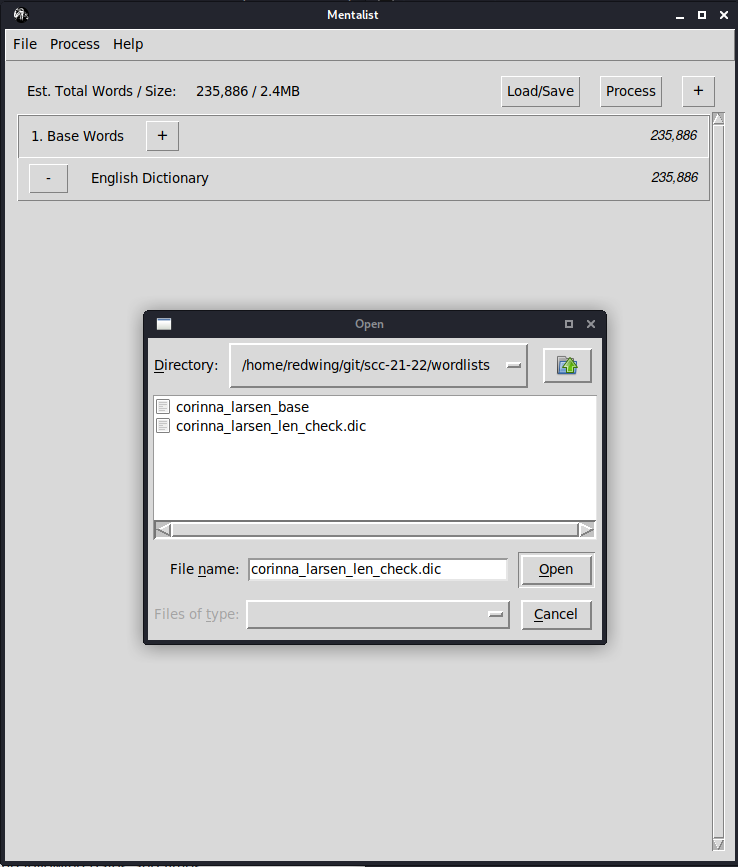 Mentalist
File Process Help
Est. Total Words / Size: 235,886 / 2.4MB Load/Save Process +
1. Base Words + 235,886
- English Dictionary 235,886
Open
Directory: /home/redwing/git/scc-21-22/wordlists
corinna_larsen_base
corinna_larsen_len_check.dic
File name: corinna_larsen_len_check.dic Open
Files of type: Cancel